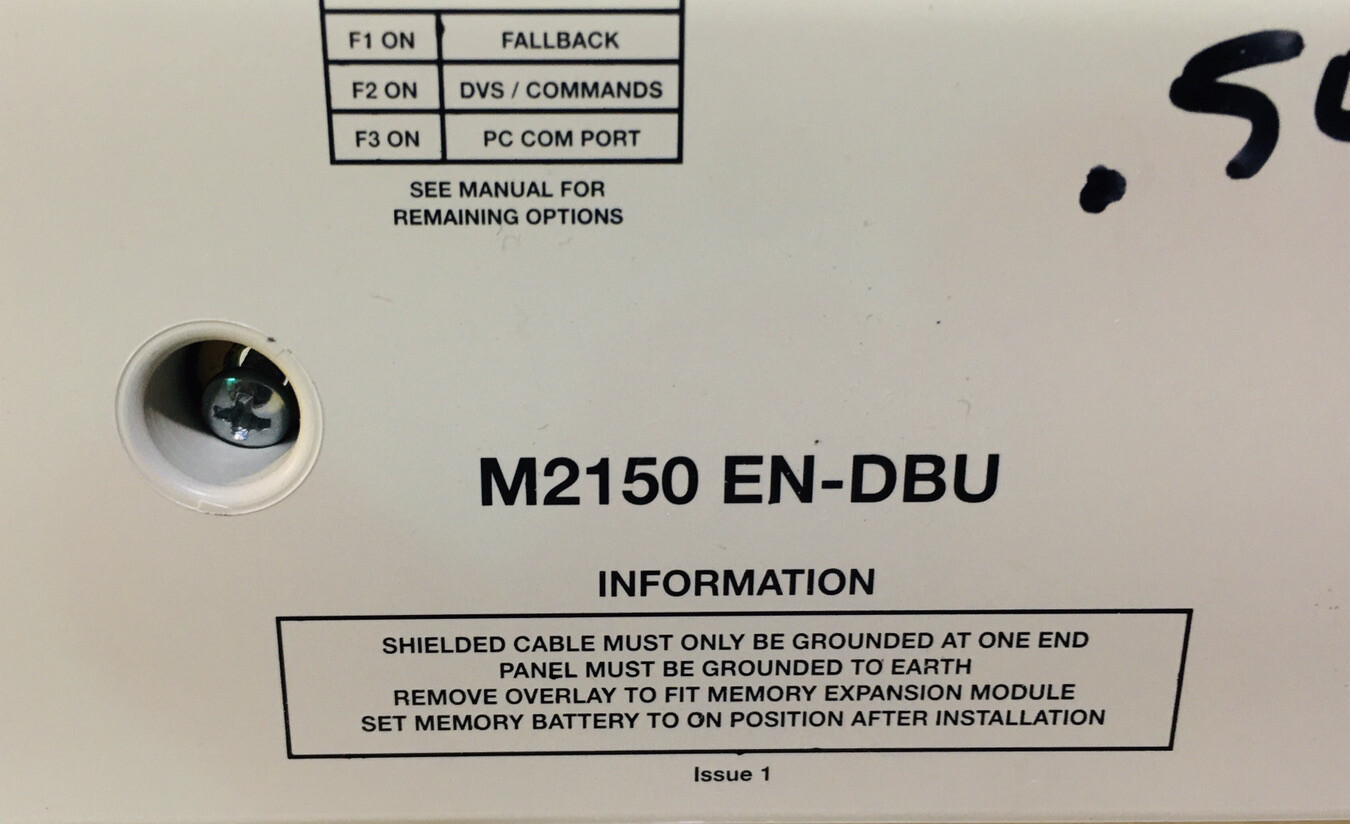 F1 ON FALLBACK
F2 ON DVS / COMMANDS
F3 ON PC COM PORT
SEE MANUAL FOR
REMAINING OPTIONS
M2150 EN-DBU
INFORMATION
SHIELDED CABLE MUST ONLY BE GROUNDED AT ONE END
PANEL MUST BE GROUNDED TO EARTH
REMOVE OVERLAY TO FIT MEMORY EXPANSION MODULE
SET MEMORY BATTERY TO ON POSITION AFTER INSTALLATION
Issue 1